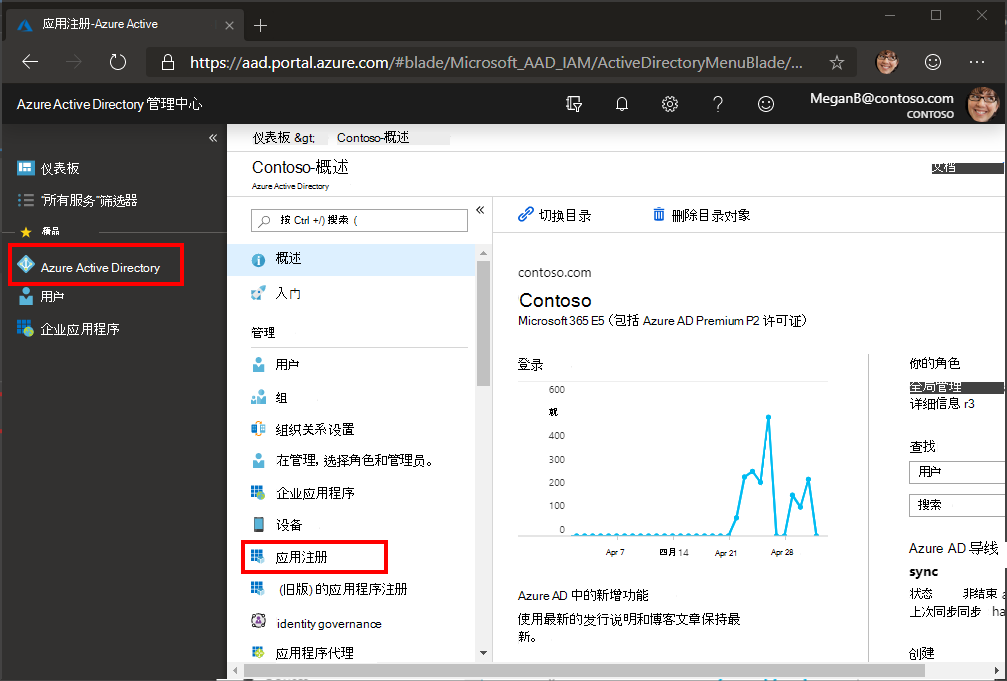 应用注册-Azure Active
https://aad.portal.azure.com/#blade/Microsoft_AAD_IAM/ActiveDirectoryMenuBlade/...
Azure Active Directory 管理中心
MeganB@contoso.com
CONTOSO
仪表板 &gt; Contoso-概述
Contoso-概述
Azure Active Directory
文档
仪表板
"所有服务"筛选器
Azure Active Directory
用户
企业应用程序
按 Ctrl +/) 搜索 (
概述
入门
管理
用户
组
组织关系设置
在管理, 选择角色和管理员。
企业应用程序
设备
应用注册
(旧版) 的应用程序注册
identity governance
应用程序代理
切换目录
删除目录对象
contoso.com
Contoso
Microsoft 365 E5 (包括 Azure AD Premium P2 许可证)
登录
600
400
300
200
100
0
Apr 7
四月 14
Apr 21
Apr 28
Azure AD 中的新增功能
使用最新的发行说明和博客文章保持最
新。
你的角色
全局管理
详细信息 r3
查找
用户
搜索
Azure AD 导线
sync
状态 非结束
上次同步同步 ha
创建